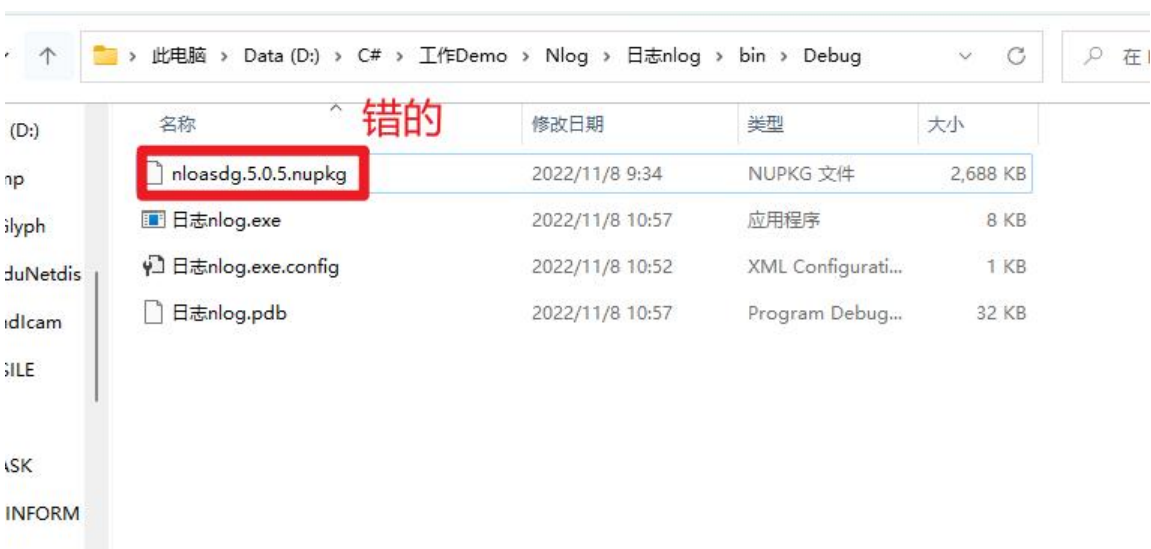 此电脑 > Data (D:) > C# > 工作Demo > Nlog > 日志nlog > bin > Debug
在
(D:)
名称
错的
修改日期
类型
大小
nloasdg.5.0.5.nupkg
2022/11/8 9:34
NUPKG 文件
2,688 KB
日志nlog.exe
2022/11/8 10:57
应用程序
8 KB
duNetdis
日志nlog.exe.config
2022/11/8 10:52
XML Configurati...
1 KB
日志nlog.pdb
2022/11/8 10:57
Program Debug...
32 KB
INFORM